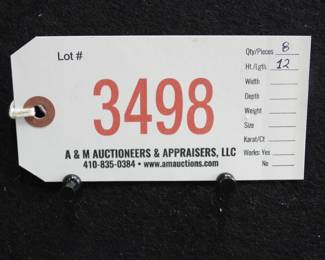 Lot #
3498
A & M AUCTIONEERS & APPRAISERS, LLC
410-835-0384 • www.amauctions.com
Qty/Pieces 8
Ht./Lgth. 12
Width
Depth
Weight
Size
Karat/Ct
Works: Yes
No